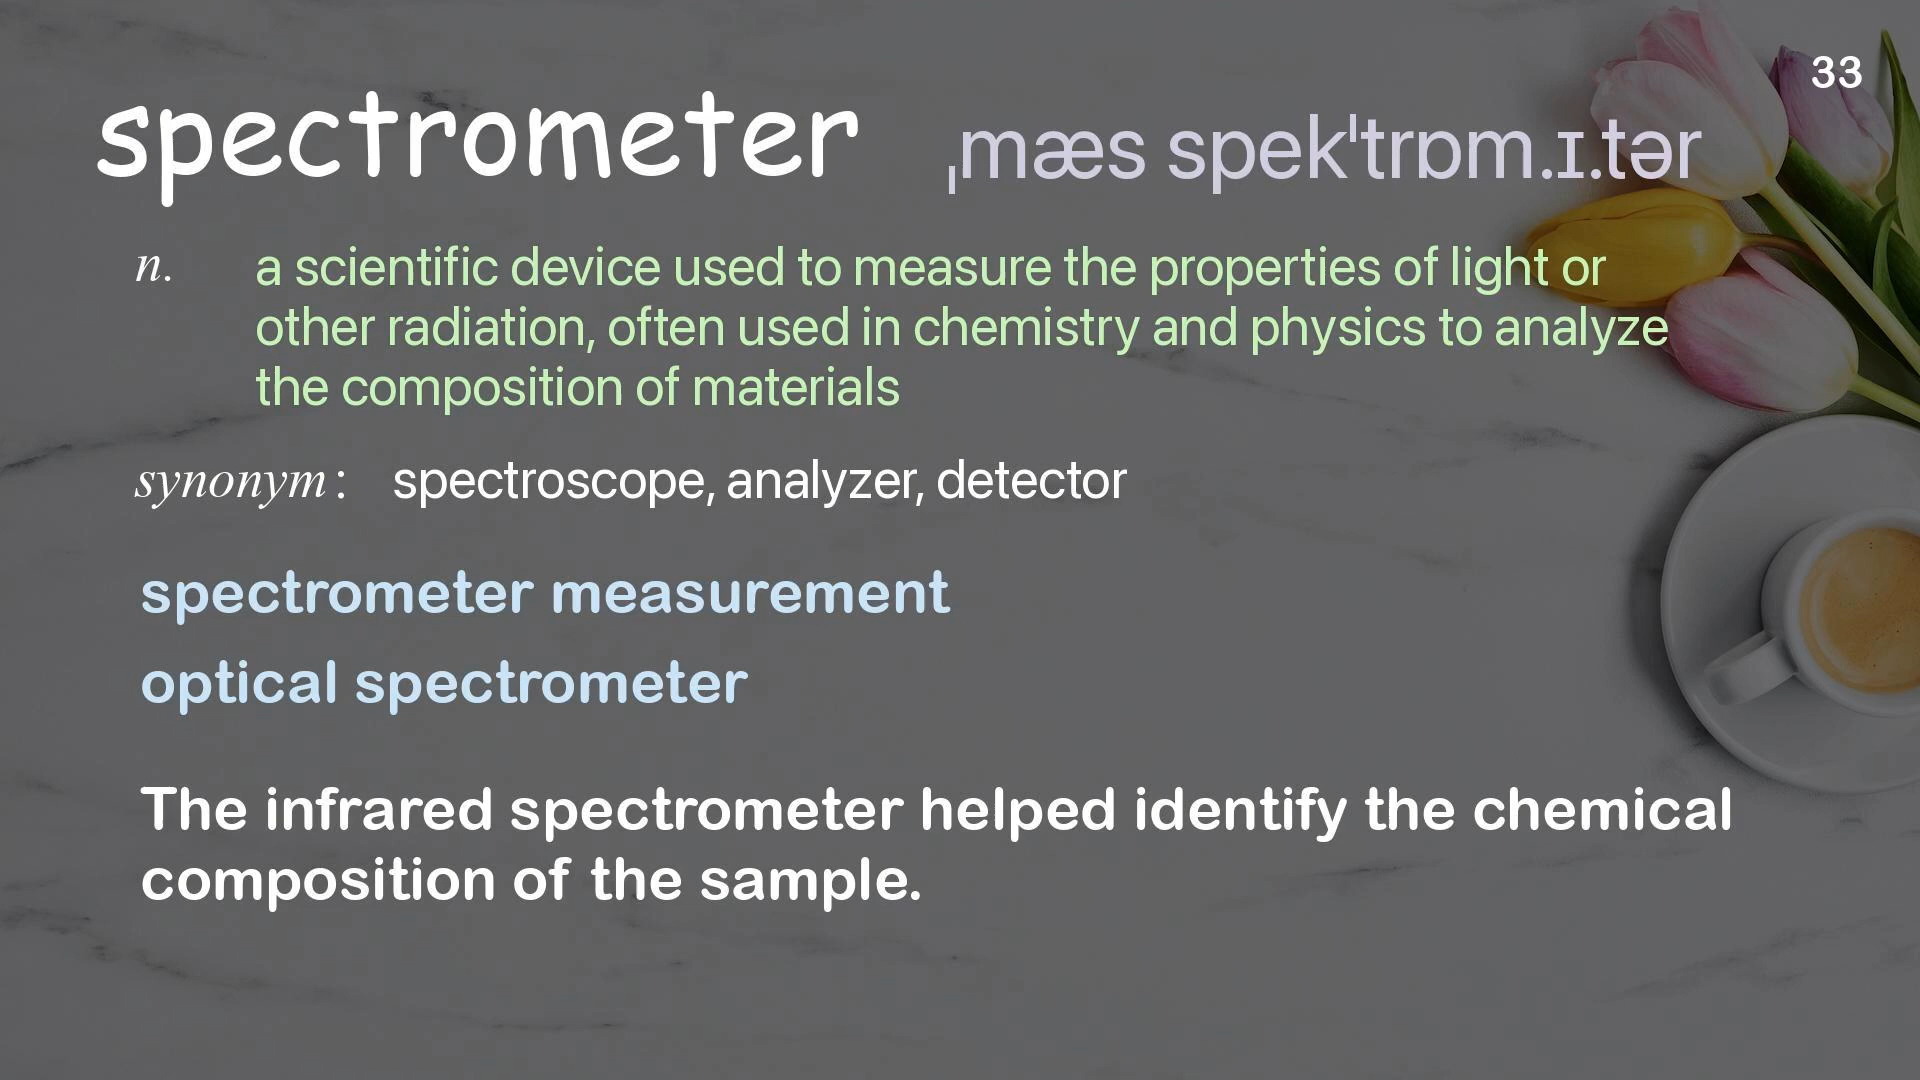 33
spectrometer ˌmæs spekˈtrɒm.ɪ.tər
n. a scientific device used to measure the properties of light or
other radiation, often used in chemistry and physics to analyze
the composition of materials
synonym: spectroscope, analyzer, detector
spectrometer measurement
optical spectrometer
The infrared spectrometer helped identify the chemical
composition of the sample.